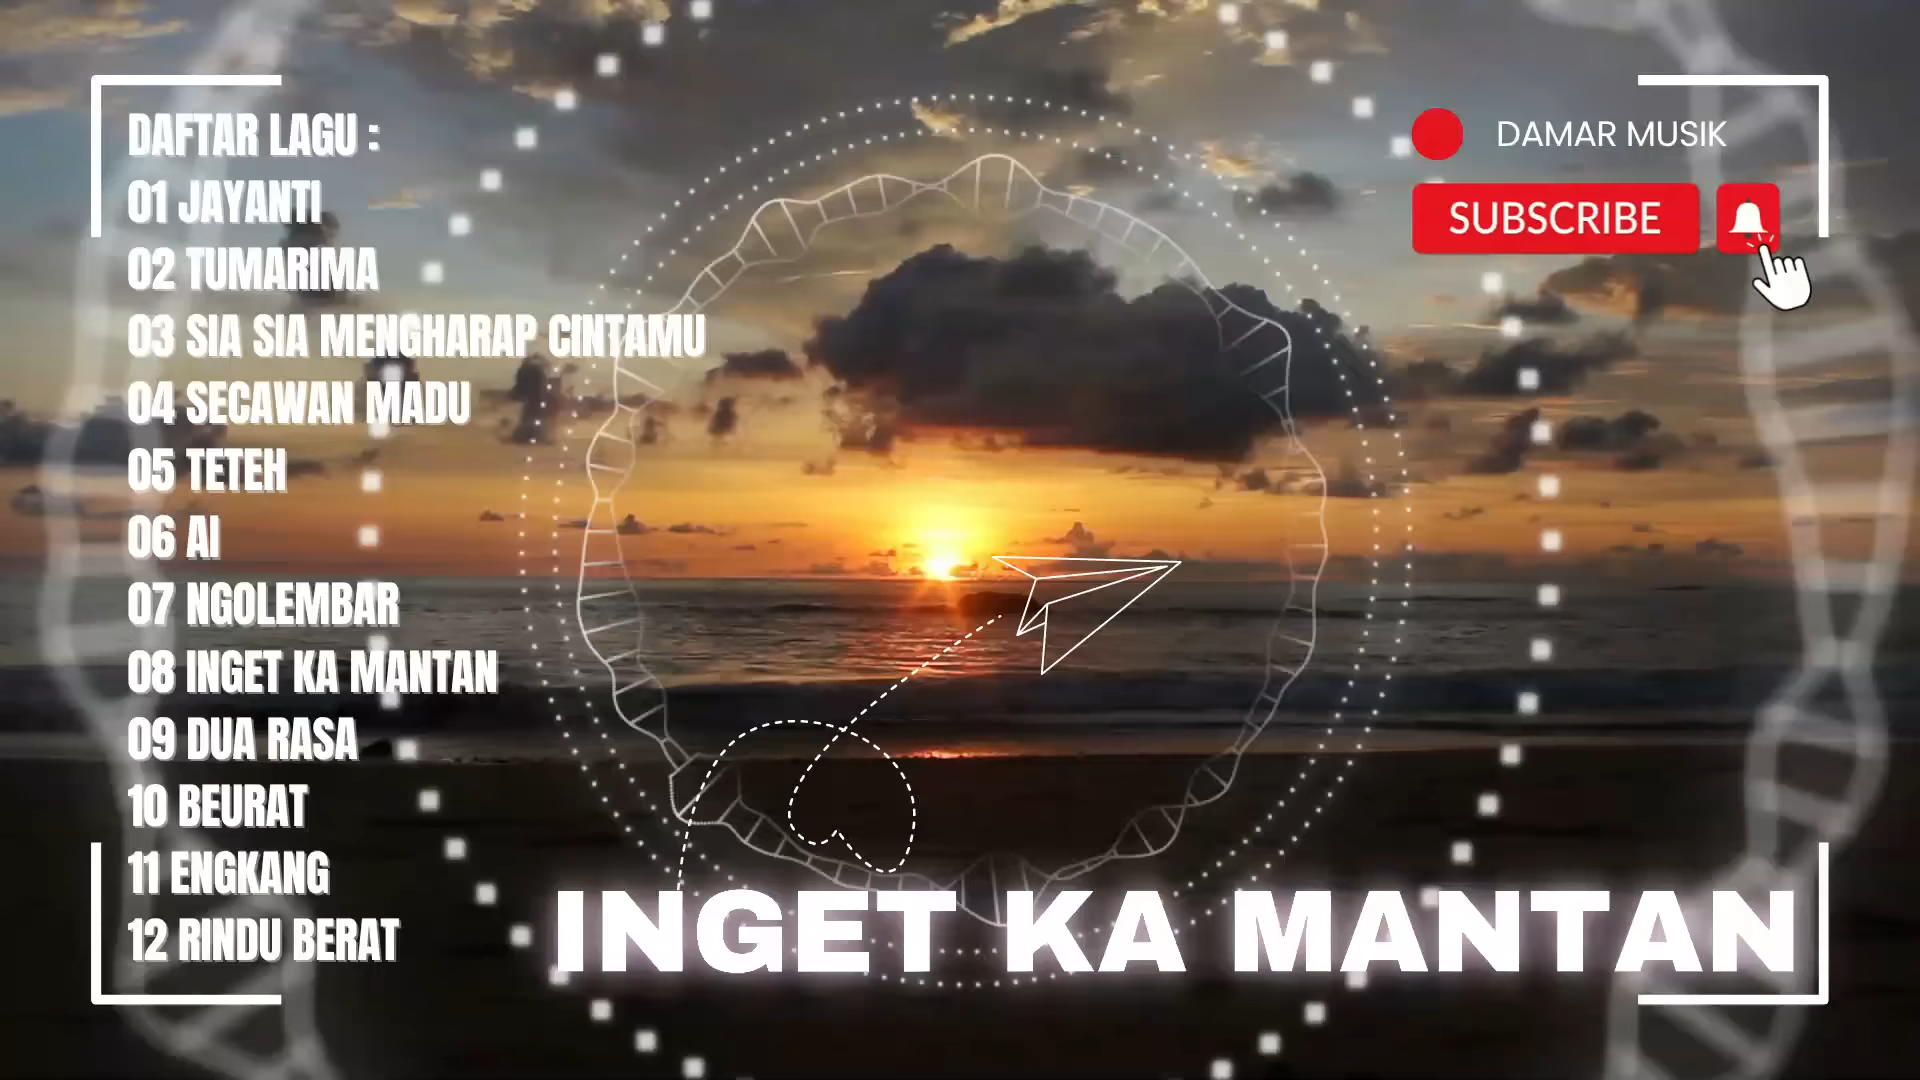 DAFTAR LAGU :
01 JAYANTI
02 TUMARIMA
03 SIA SIA MENGHARAP CINTAMU
04 SECAWAN MADU
05 TETEH
06 AI
07 NGOLEMBAR
08 INGET KA MANTAN
09 DUA RASA
10 BEURAT
11 ENGKANG
12 RINDU BERAT
DAMAR MUSIK
SUBSCRIBE
INGET KA MANTAN